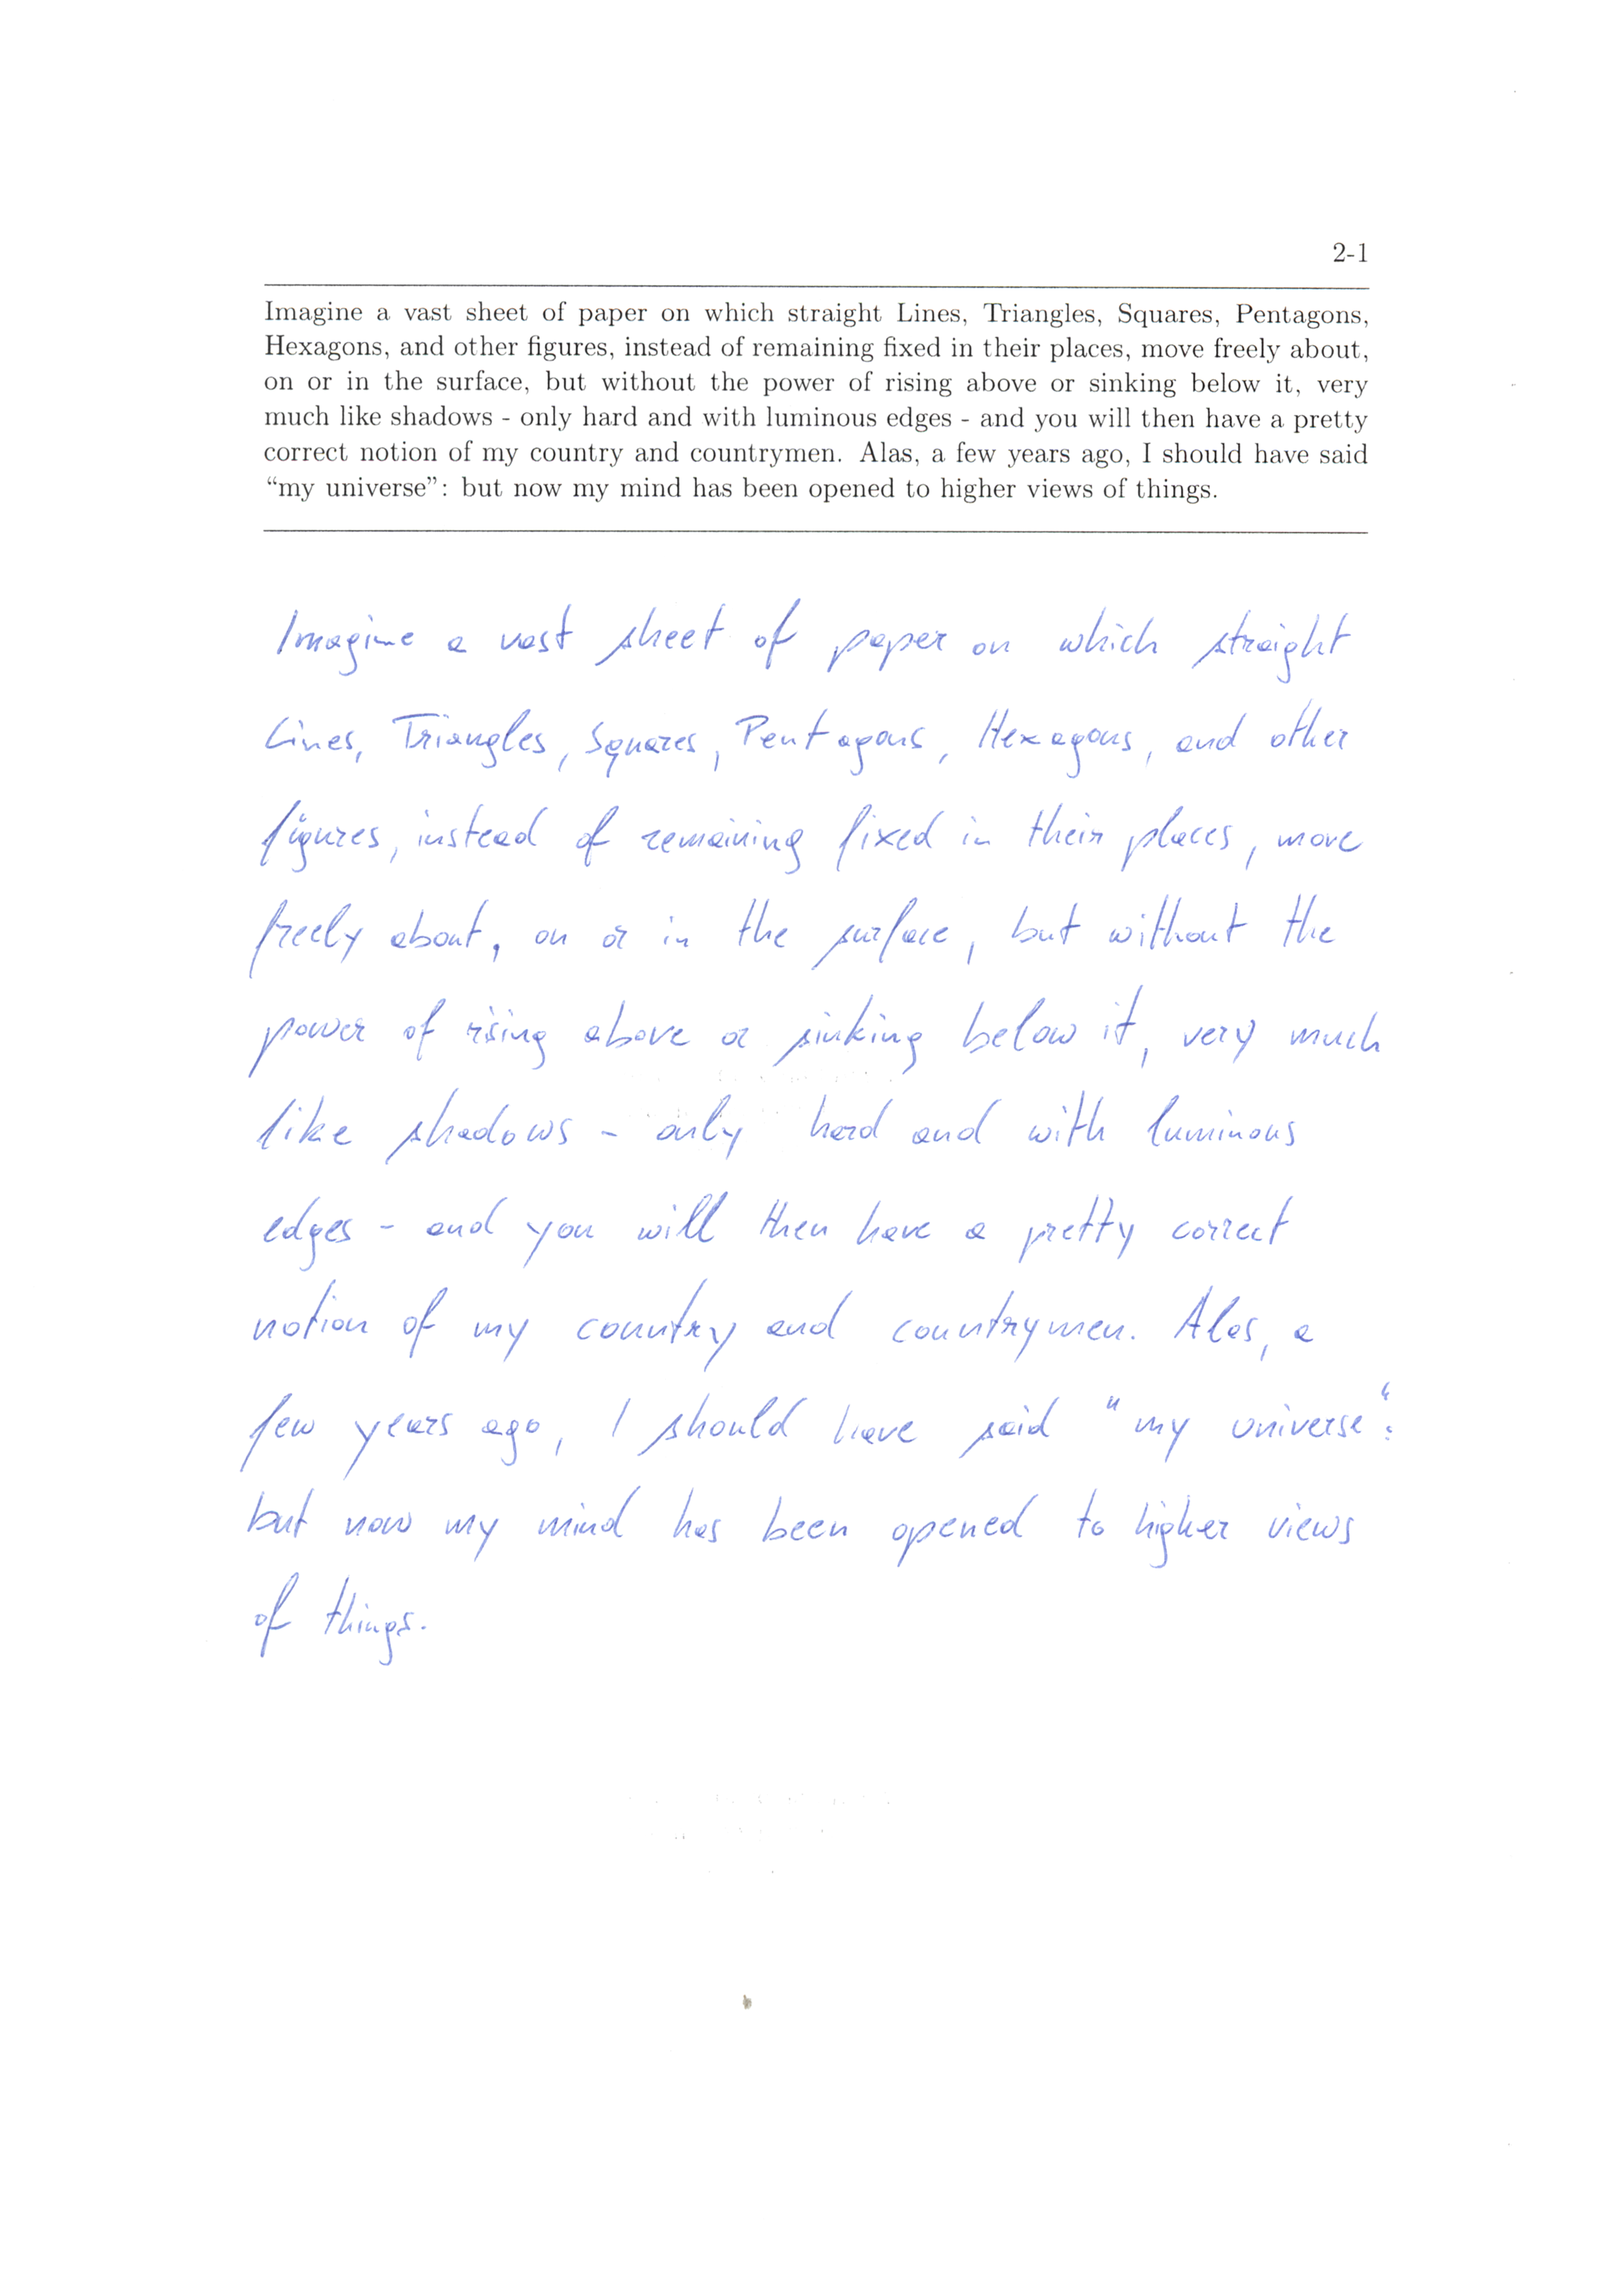 2-1
Imagine a vast sheet of paper on which straight Lines, Triangles, Squares, Pentagons,
Hexagons, and other figures, instead of remaining fixed in their places, move freely about,
on or in the surface, but without the power of rising above or sinking below it, very
much like shadows - only hard and with luminous edges - and you will then have a pretty
correct notion of my country and countrymen. Alas, a few years ago, I should have said
“my universe”: but now my mind has been opened to higher views of things.
Imagine a vast sheet of paper on which straight
Lines, Triangles, Squares, Pentagons, Hexagons, and other
figures, instead of remaining fixed in their places, move
freely about, on or in the surface, but without the
power of rising above or sinking below it, very much
like shadows - only hard and with luminous
edges - and you will then have a pretty correct
notion of my country and countrymen. Alas, a
few years ago, I should have said "my universe":
but now my mind has been opened to higher views
of things.